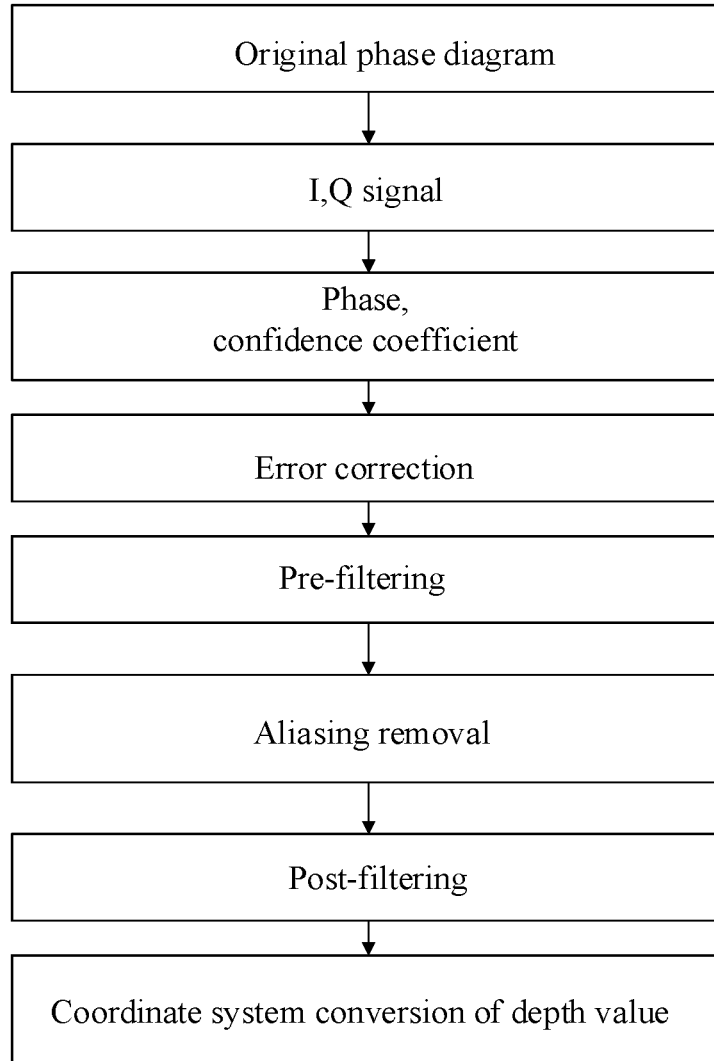 Original phase diagram
I,Q signal
Phase,
confidence coefficient
Error correction
Pre-filtering
Aliasing removal
Post-filtering
Coordinate system conversion of depth value